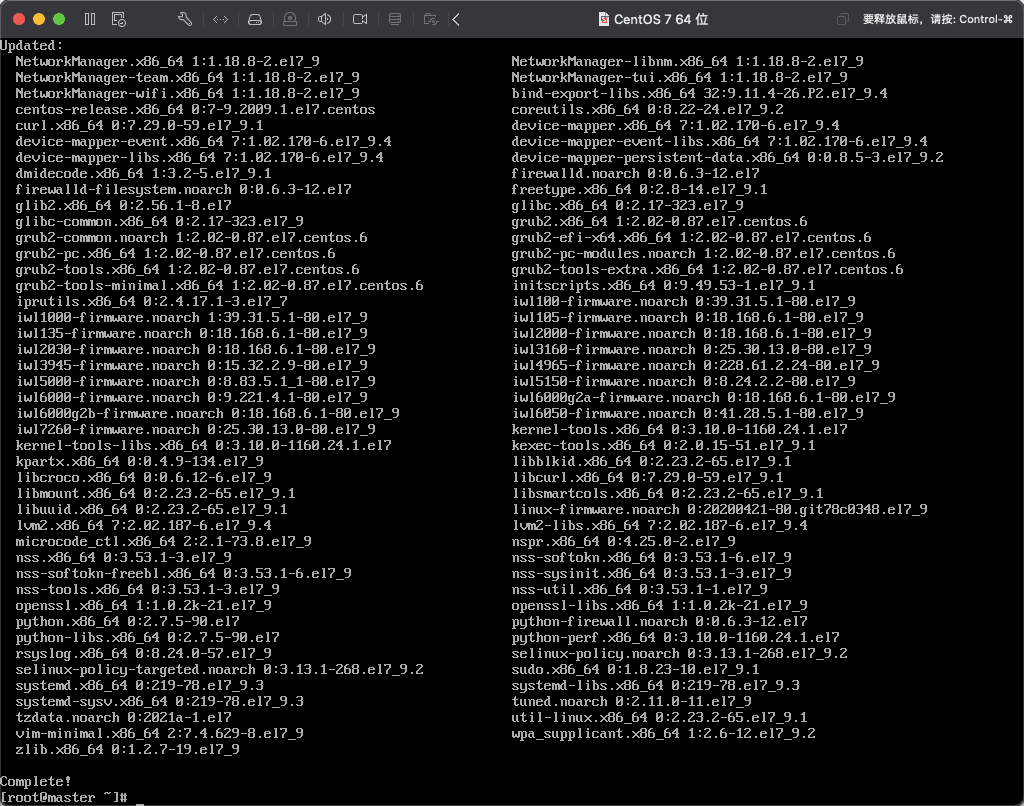 CentOS 7 64 位
要释放鼠标，请按: Control-⌘
Updated:
NetworkManager.x86_64 1:1.18.8-2.el7_9 NetworkManager-libnm.x86_64 1:1.18.8-2.el7_9
NetworkManager-team.x86_64 1:1.18.8-2.el7_9 NetworkManager-tui.x86_64 1:1.18.8-2.el7_9
NetworkManager-wifi.x86_64 1:1.18.8-2.el7_9 bind-export-libs.x86_64 32:9.11.4-26.P2.el7_9.4
centos-release.x86_64 0:7-9.2009.1.el7.centos coreutils.x86_64 0:8.22-24.el7_9.2
curl.x86_64 0:7.29.0-59.el7_9.1 device-mapper.x86_64 7:1.02.170-6.el7_9.4
device-mapper-event.x86_64 7:1.02.170-6.el7_9.4 device-mapper-event-libs.x86_64 7:1.02.170-6.el7_9.4
device-mapper-libs.x86_64 7:1.02.170-6.el7_9.4 device-mapper-persistent-data.x86_64 0:0.8.5-3.el7_9.2
dmidecode.x86_64 1:3.2-5.el7_9.1 firewalld.noarch 0:0.6.3-12.el7
firewalld-filesystem.noarch 0:0.6.3-12.el7 freetype.x86_64 0:2.8-14.el7_9.1
glib2.x86_64 0:2.56.1-8.el7 glibc.x86_64 0:2.17-323.el7_9
glibc-common.x86_64 0:2.17-323.el7_9 grub2.x86_64 1:2.02-0.87.el7.centos.6
grub2-common.noarch 1:2.02-0.87.el7.centos.6 grub2-efi-x64.x86_64 1:2.02-0.87.el7.centos.6
grub2-pc.x86_64 1:2.02-0.87.el7.centos.6 grub2-pc-modules.noarch 1:2.02-0.87.el7.centos.6
grub2-tools.x86_64 1:2.02-0.87.el7.centos.6 grub2-tools-extra.x86_64 1:2.02-0.87.el7.centos.6
grub2-tools-minimal.x86_64 1:2.02-0.87.el7.centos.6 initscripts.x86_64 0:9.49.53-1.el7_9.1
iprutils.x86_64 0:2.4.17.1-3.el7_7 iwl100-firmware.noarch 0:39.31.5.1-80.el7_9
iwl1000-firmware.noarch 1:39.31.5.1-80.el7_9 iwl105-firmware.noarch 0:18.168.6.1-80.el7_9
iwl135-firmware.noarch 0:18.168.6.1-80.el7_9 iwl2000-firmware.noarch 0:18.168.6.1-80.el7_9
iwl2030-firmware.noarch 0:18.168.6.1-80.el7_9 iwl3160-firmware.noarch 0:25.30.13.0-80.el7_9
iwl3945-firmware.noarch 0:15.32.2.9-80.el7_9 iwl4965-firmware.noarch 0:228.61.2.24-80.el7_9
iwl5000-firmware.noarch 0:8.83.5.1_1-80.el7_9 iwl5150-firmware.noarch 0:8.24.2.2-80.el7_9
iwl6000-firmware.noarch 0:9.221.4.1-80.el7_9 iwl6000g2a-firmware.noarch 0:18.168.6.1-80.el7_9
iwl6000g2b-firmware.noarch 0:18.168.6.1-80.el7_9 iwl6050-firmware.noarch 0:41.28.5.1-80.el7_9
iwl7260-firmware.noarch 0:25.30.13.0-80.el7_9 kernel-tools.x86_64 0:3.10.0-1160.24.1.el7
kernel-tools-libs.x86_64 0:3.10.0-1160.24.1.el7 kexec-tools.x86_64 0:2.0.15-51.el7_9.1
kpartx.x86_64 0:0.4.9-134.el7_9 libblkid.x86_64 0:2.23.2-65.el7_9.1
libcroco.x86_64 0:0.6.12-6.el7_9 libcurl.x86_64 0:7.29.0-59.el7_9.1
libmount.x86_64 0:2.23.2-65.el7_9.1 libsmartcols.x86_64 0:2.23.2-65.el7_9.1
libuuid.x86_64 0:2.23.2-65.el7_9.1 linux-firmware.noarch 0:20200421-80.git78c0348.el7_9
lvm2.x86_64 7:2.02.187-6.el7_9.4 lvm2-libs.x86_64 7:2.02.187-6.el7_9.4
microcode_ctl.x86_64 2:2.1-73.8.el7_9 nspr.x86_64 0:4.25.0-2.el7_9
nss.x86_64 0:3.53.1-3.el7_9 nss-softokn.x86_64 0:3.53.1-6.el7_9
nss-softokn-freebl.x86_64 0:3.53.1-6.el7_9 nss-sysinit.x86_64 0:3.53.1-3.el7_9
nss-tools.x86_64 0:3.53.1-3.el7_9 nss-util.x86_64 0:3.53.1-1.el7_9
openssl.x86_64 1:1.0.2k-21.el7_9 openssl-libs.x86_64 1:1.0.2k-21.el7_9
python.x86_64 0:2.7.5-90.el7 python-firewall.noarch 0:0.6.3-12.el7
python-libs.x86_64 0:2.7.5-90.el7 python-perf.x86_64 0:3.10.0-1160.24.1.el7
rsyslog.x86_64 0:8.24.0-57.el7_9 selinux-policy.noarch 0:3.13.1-268.el7_9.2
selinux-policy-targeted.noarch 0:3.13.1-268.el7_9.2 sudo.x86_64 0:1.8.23-10.el7_9.1
systemd.x86_64 0:219-78.el7_9.3 systemd-libs.x86_64 0:219-78.el7_9.3
systemd-sysv.x86_64 0:219-78.el7_9.3 tuned.noarch 0:2.11.0-11.el7_9
tzdata.noarch 0:2021a-1.el7 util-linux.x86_64 0:2.23.2-65.el7_9.1
vim-minimal.x86_64 2:7.4.629-8.el7_9 wpa_supplicant.x86_64 1:2.6-12.el7_9.2
zlib.x86_64 0:1.2.7-19.el7_9
Complete!
[root@master ~]# _